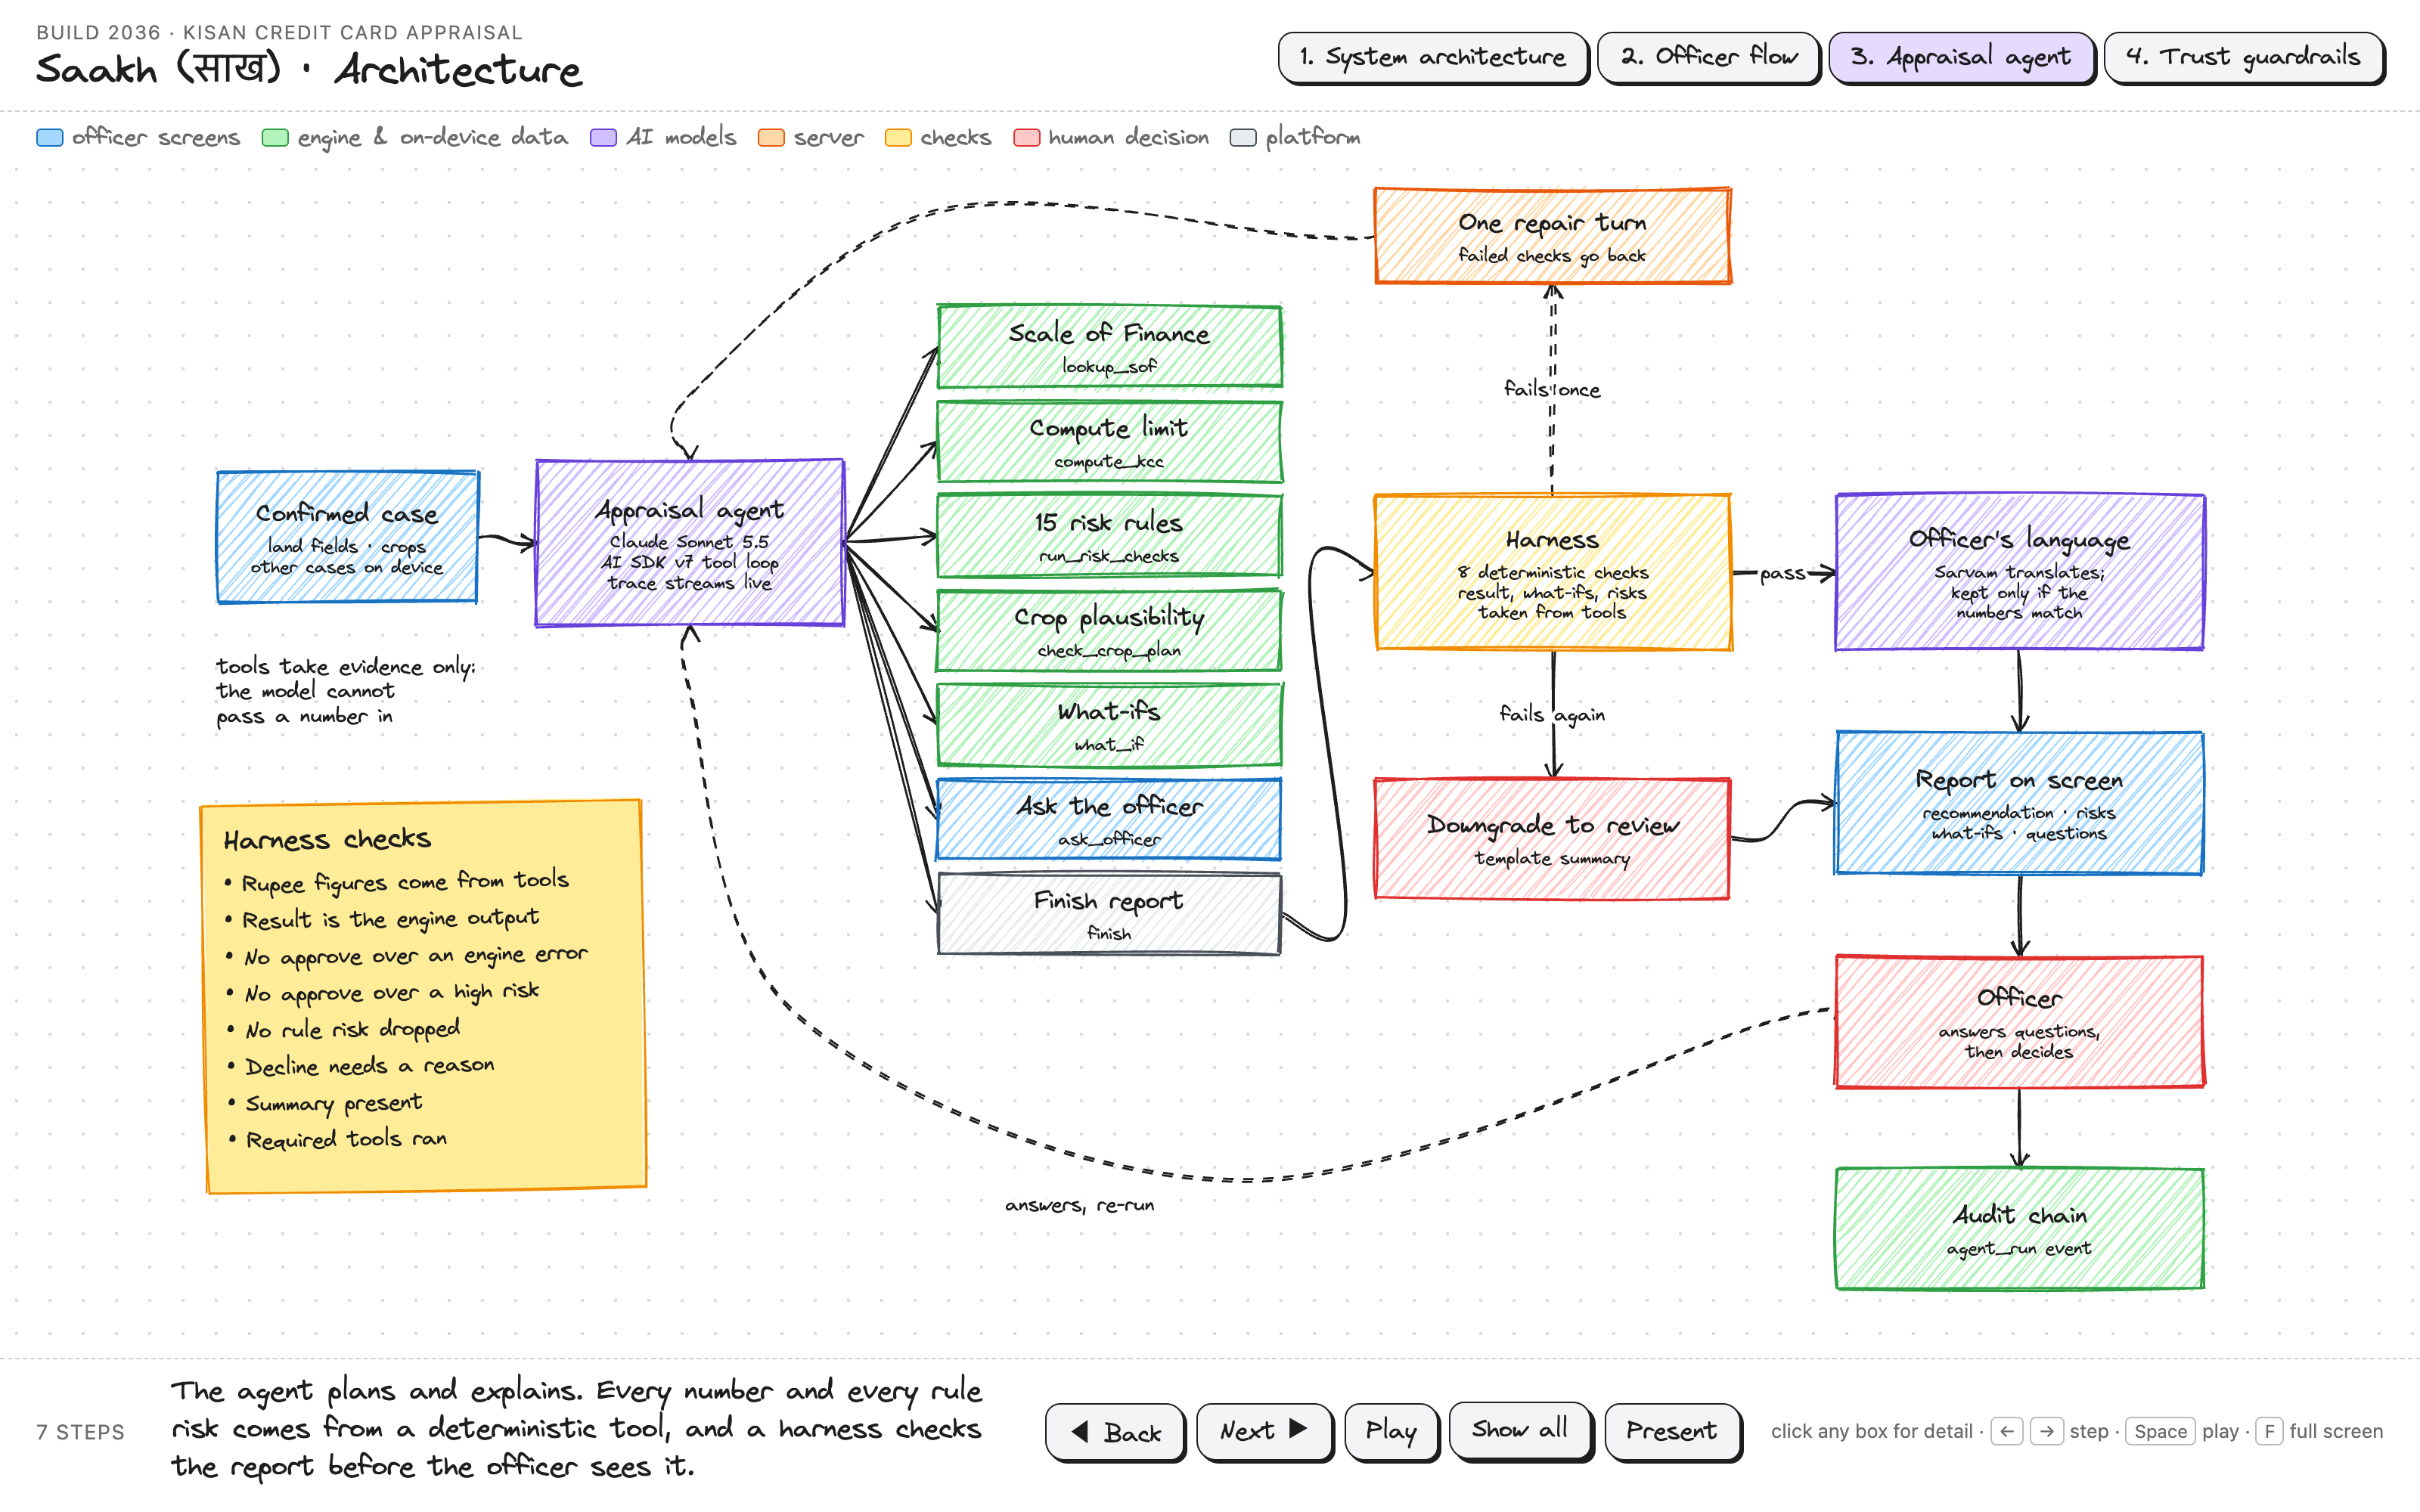 BUILD 2036 · KISAN CREDIT CARD APPRAISAL
Saakh (साख) · Architecture
1. System architecture
2. Officer flow
3. Appraisal agent
4. Trust guardrails
officer screens
engine & on-device data
AI models
server
checks
human decision
platform
One repair turn
failed checks go back
Scale of Finance
lookup_sof
fails once
Compute limit
compute_kcc
Confirmed case
land fields · crops
other cases on device
Appraisal agent
Claude Sonnet 5.5
AI SDK v7 tool loop
trace streams live
15 risk rules
run_risk_checks
Harness
8 deterministic checks
result, what-ifs, risks
taken from tools
pass
Officer's language
Sarvam translates;
kept only if the
numbers match
Crop plausibility
check_crop_plan
tools take evidence only:
the model cannot
pass a number in
What-ifs
what_if
fails again
Ask the officer
ask_officer
Downgrade to review
template summary
Report on screen
recommendation · risks
what-ifs · questions
Finish report
finish
Harness checks
• Rupee figures come from tools
• Result is the engine output
• No approve over an engine error
• No approve over a high risk
• No rule risk dropped
• Decline needs a reason
• Summary present
• Required tools ran
Officer
answers questions,
then decides
answers, re-run
Audit chain
agent_run event
7 STEPS
The agent plans and explains. Every number and every rule
risk comes from a deterministic tool, and a harness checks
the report before the officer sees it.
◀ Back
Next ▶
Play
Show all
Present
click any box for detail · ← → step · Space play · F full screen